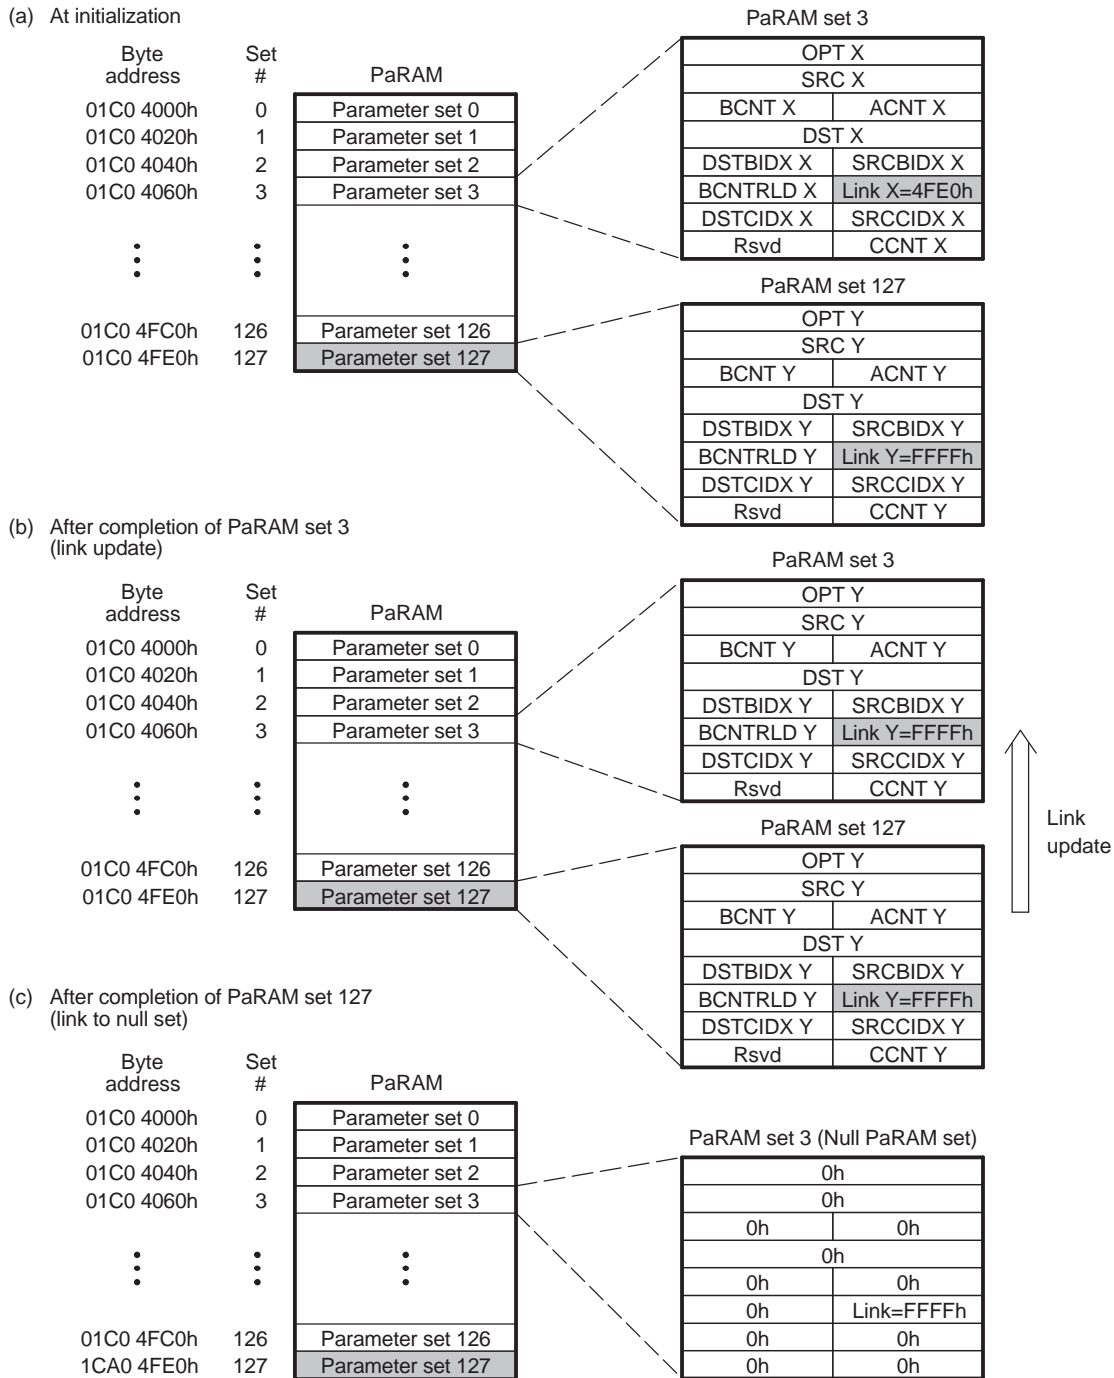 (a) At initialization
Byte address Set # PaRAM
01C0 4000h 0 Parameter set 0
01C0 4020h 1 Parameter set 1
01C0 4040h 2 Parameter set 2
01C0 4060h 3 Parameter set 3
01C0 4FC0h 126 Parameter set 126
01C0 4FE0h 127 Parameter set 127
PaRAM set 3
OPT X
SRC X
BCNT X ACNT X
DST X
DSTBIDX X SRCBIDX X
BCNTRLD X Link X=4FE0h
DSTCIDX X SRCCIDX X
Rsvd CCNT X
PaRAM set 127
OPT Y
SRC Y
BCNT Y ACNT Y
DST Y
DSTBIDX Y SRCBIDX Y
BCNTRLD Y Link Y=FFFFh
DSTCIDX Y SRCCIDX Y
Rsvd CCNT Y
(b) After completion of PaRAM set 3
(link update)
Byte address Set # PaRAM
01C0 4000h 0 Parameter set 0
01C0 4020h 1 Parameter set 1
01C0 4040h 2 Parameter set 2
01C0 4060h 3 Parameter set 3
01C0 4FC0h 126 Parameter set 126
01C0 4FE0h 127 Parameter set 127
PaRAM set 3
OPT Y
SRC Y
BCNT Y ACNT Y
DST Y
DSTBIDX Y SRCBIDX Y
BCNTRLD Y Link Y=FFFFh
DSTCIDX Y SRCCIDX Y
Rsvd CCNT Y
PaRAM set 127
OPT Y
SRC Y
BCNT Y ACNT Y
DST Y
DSTBIDX Y SRCBIDX Y
BCNTRLD Y Link Y=FFFFh
DSTCIDX Y SRCCIDX Y
Rsvd CCNT Y
Link
update
(c) After completion of PaRAM set 127
(link to null set)
Byte address Set # PaRAM
01C0 4000h 0 Parameter set 0
01C0 4020h 1 Parameter set 1
01C0 4040h 2 Parameter set 2
01C0 4060h 3 Parameter set 3
01C0 4FC0h 126 Parameter set 126
1CA0 4FE0h 127 Parameter set 127
PaRAM set 3 (Null PaRAM set)
0h
0h
0h 0h
0h
0h 0h
0h Link=FFFFh
0h 0h
0h 0h